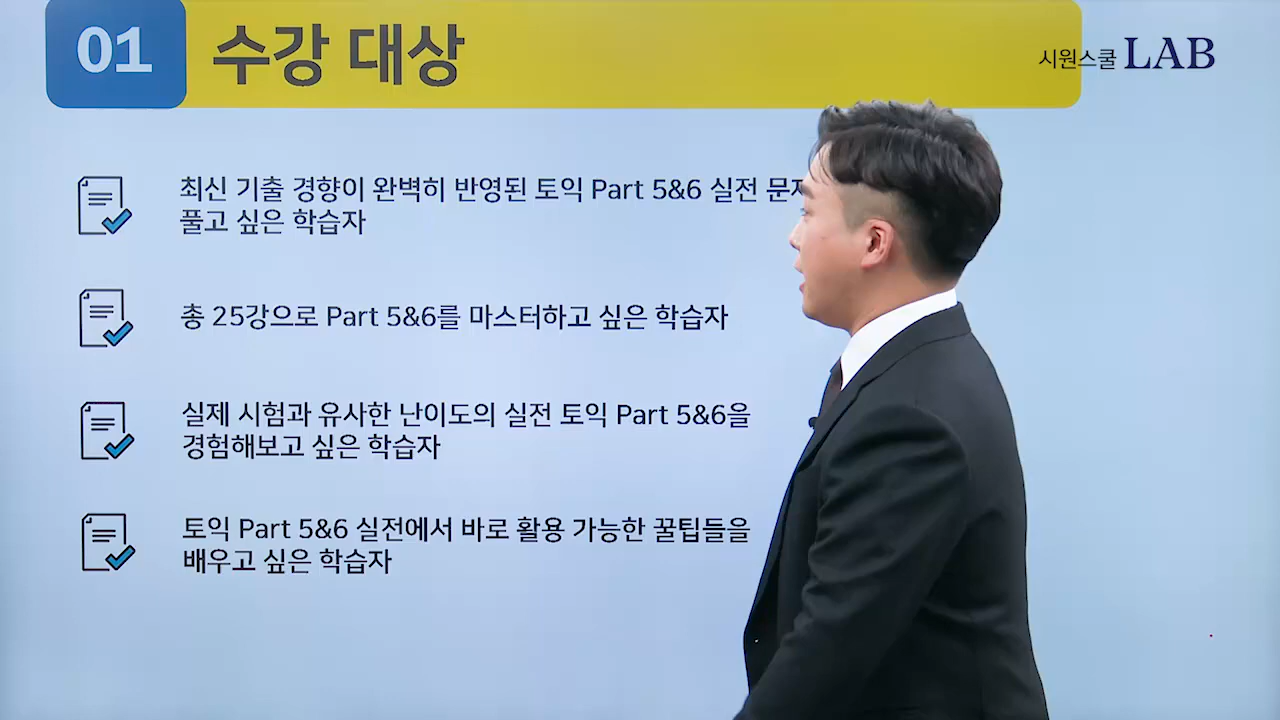 01 수강 대상
시원스쿨 LAB
최신 기출 경향이 완벽히 반영된 토익 Part 5&6 실전
풀고 싶은 학습자
총 25강으로 Part 5&6를 마스터하고 싶은 학습자
실제 시험과 유사한 난이도의 실전 토익 Part 5&6을
경험해보고 싶은 학습자
토익 Part 5&6 실전에서 바로 활용 가능한 꿀팁들을
배우고 싶은 학습자